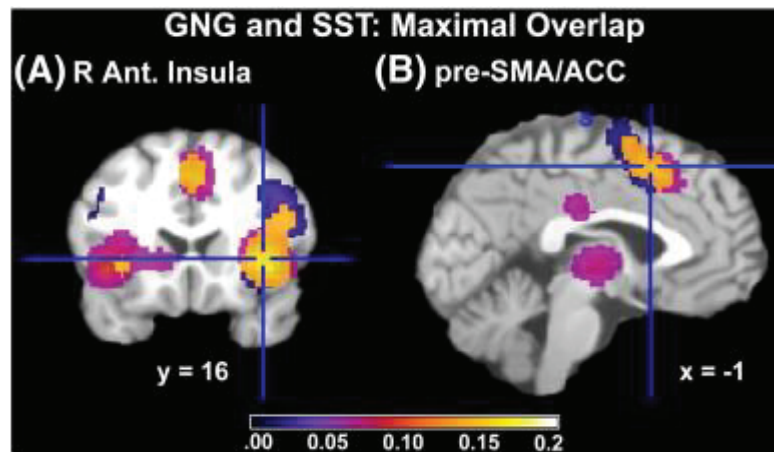 GNG and SST: Maximal Overlap
(A) R Ant. Insula
(B) pre-SMA/ACC
y = 16
x = -1
.00 0.05 0.10 0.15 0.2